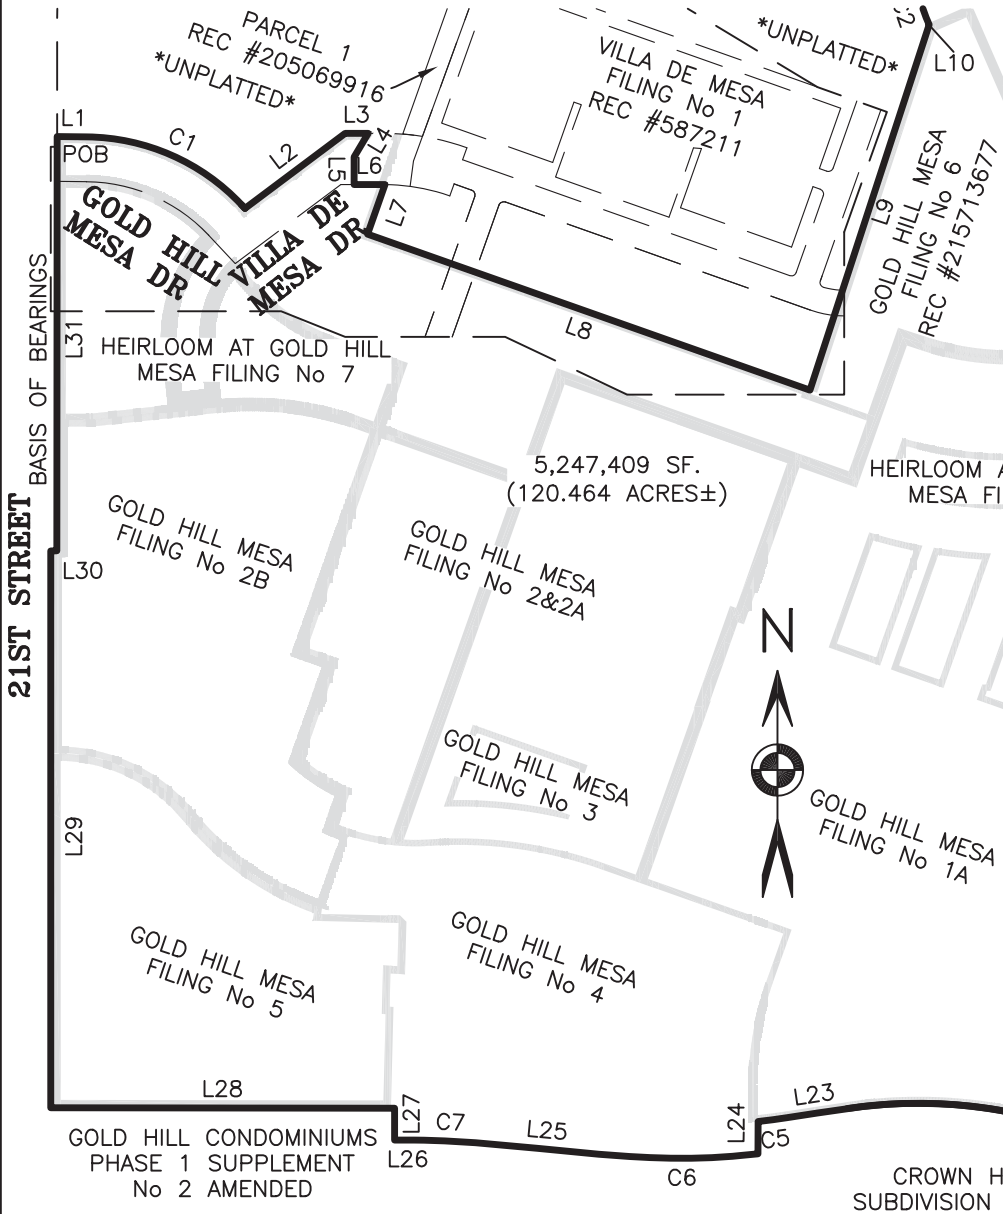 PARCEL 1
REC #205069916
*UNPLATTED*
VILLA DE MESA
FILING No 1
REC #587211
*UNPLATTED*
L10
L1
POB
C1
L2
L3
L4
L5
L6
L7
L8
L9
GOLD HILL MESA
FILING No 6
REC #215713677
GOLD HILL
MESA DR
VILLA DE
MESA DR
L31
BASIS OF BEARINGS
21ST STREET
HEIRLOOM AT GOLD HILL
MESA FILING No 7
5,247,409 SF.
(120.464 ACRES±)
HEIRLOOM
MESA
GOLD HILL MESA
FILING No 2B
GOLD HILL MESA
FILING No 2&2A
L30
N
GOLD HILL MESA
FILING No 3
GOLD HILL MESA
FILING No 1A
L29
GOLD HILL MESA
FILING No 5
GOLD HILL MESA
FILING No 4
L28
L27
C7
L25
L26
C6
L24
C5
L23
GOLD HILL CONDOMINIUMS
PHASE 1 SUPPLEMENT
No 2 AMENDED
CROWN
SUBDIVISION